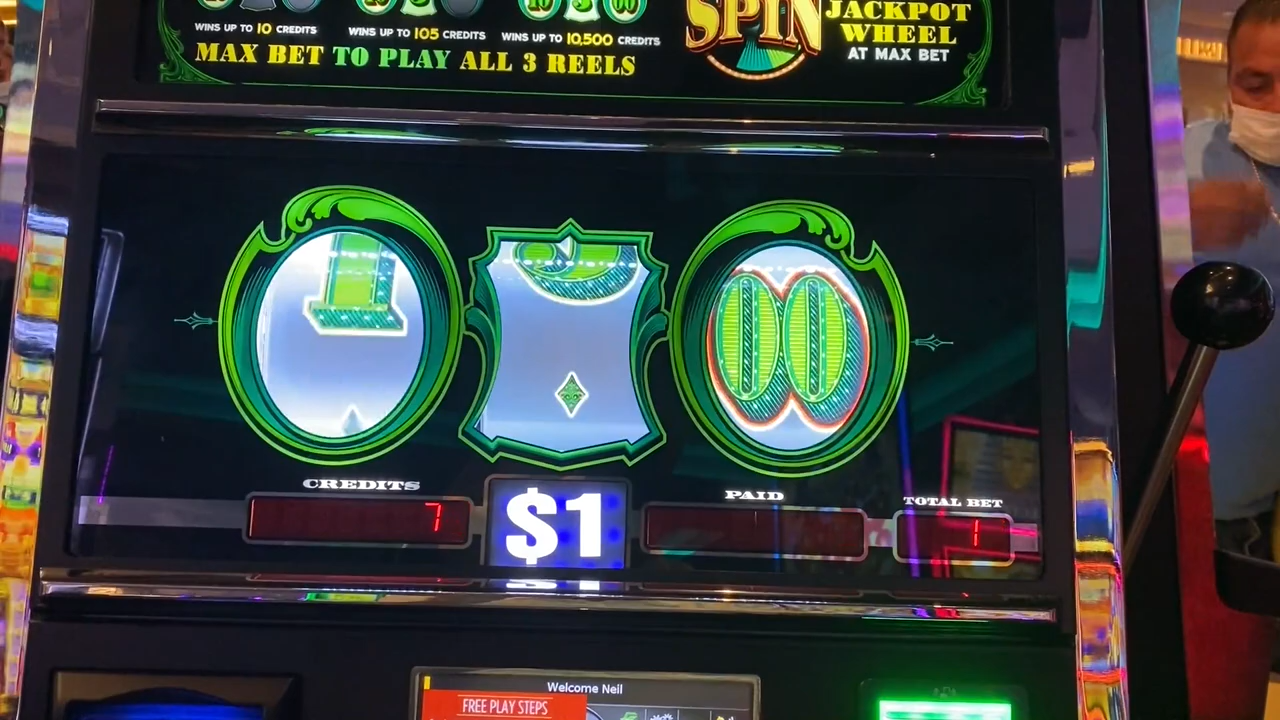 WINS UP TO 10 CREDITS
WINS UP TO 105 CREDITS
WINS UP TO 10,500 CREDITS
MAX BET TO PLAY ALL 3 REELS
SPIN
JACKPOT
WHEEL
AT MAX BET
00
CREDITS
7
$1
PAID
TOTAL BET
1
Welcome Neil
FREE PLAY STEPS